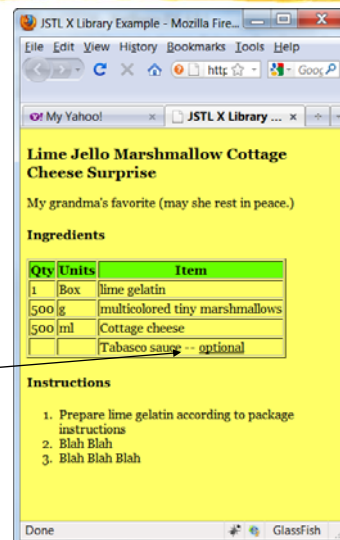 JSTL X Library Example - Mozilla Fire...
File Edit View History Bookmarks Tools Help
http
My Yahoo!
JSTL X Library ...
Lime Jello Marshmallow Cottage
Cheese Surprise
My grandma's favorite (may she rest in peace.)
Ingredients
Qty Units Item
1 Box lime gelatin
500 g multicolored tiny marshmallows
500 ml Cottage cheese
Tabasco sauce -- optional
Instructions
1. Prepare lime gelatin according to package
instructions
2. Blah Blah
3. Blah Blah Blah
Done GlassFish